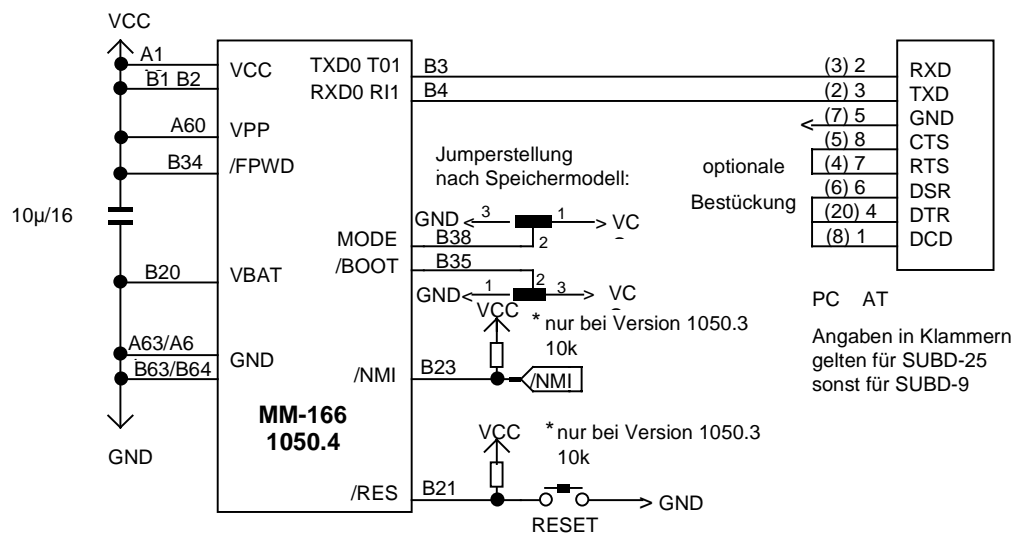 VCC
A1
B1 B2
VCC
TXD0 T01
B3
RXD0 RI1
B4
(3) 2
RXD
(2) 3
TXD
(7) 5
GND
(5) 8
CTS
(4) 7
RTS
(6) 6
DSR
(20) 4
DTR
(8) 1
DCD
A60
VPP
B34
/FPWD
Jumperstellung
nach Speichermodell:
optionale
Bestückung
10µ/16
GND
3
1
VC
MODE
B38
2
/BOOT
B35
2
GND
1
3
VC
B20
VBAT
VCC
* nur bei Version 1050.3
10k
PC AT
Angaben in Klammern
gelten für SUBD-25
sonst für SUBD-9
A63/A6
B63/B64
GND
/NMI
B23
/NMI
MM-166
1050.4
GND
VCC
* nur bei Version 1050.3
10k
/RES
B21
GND
RESET